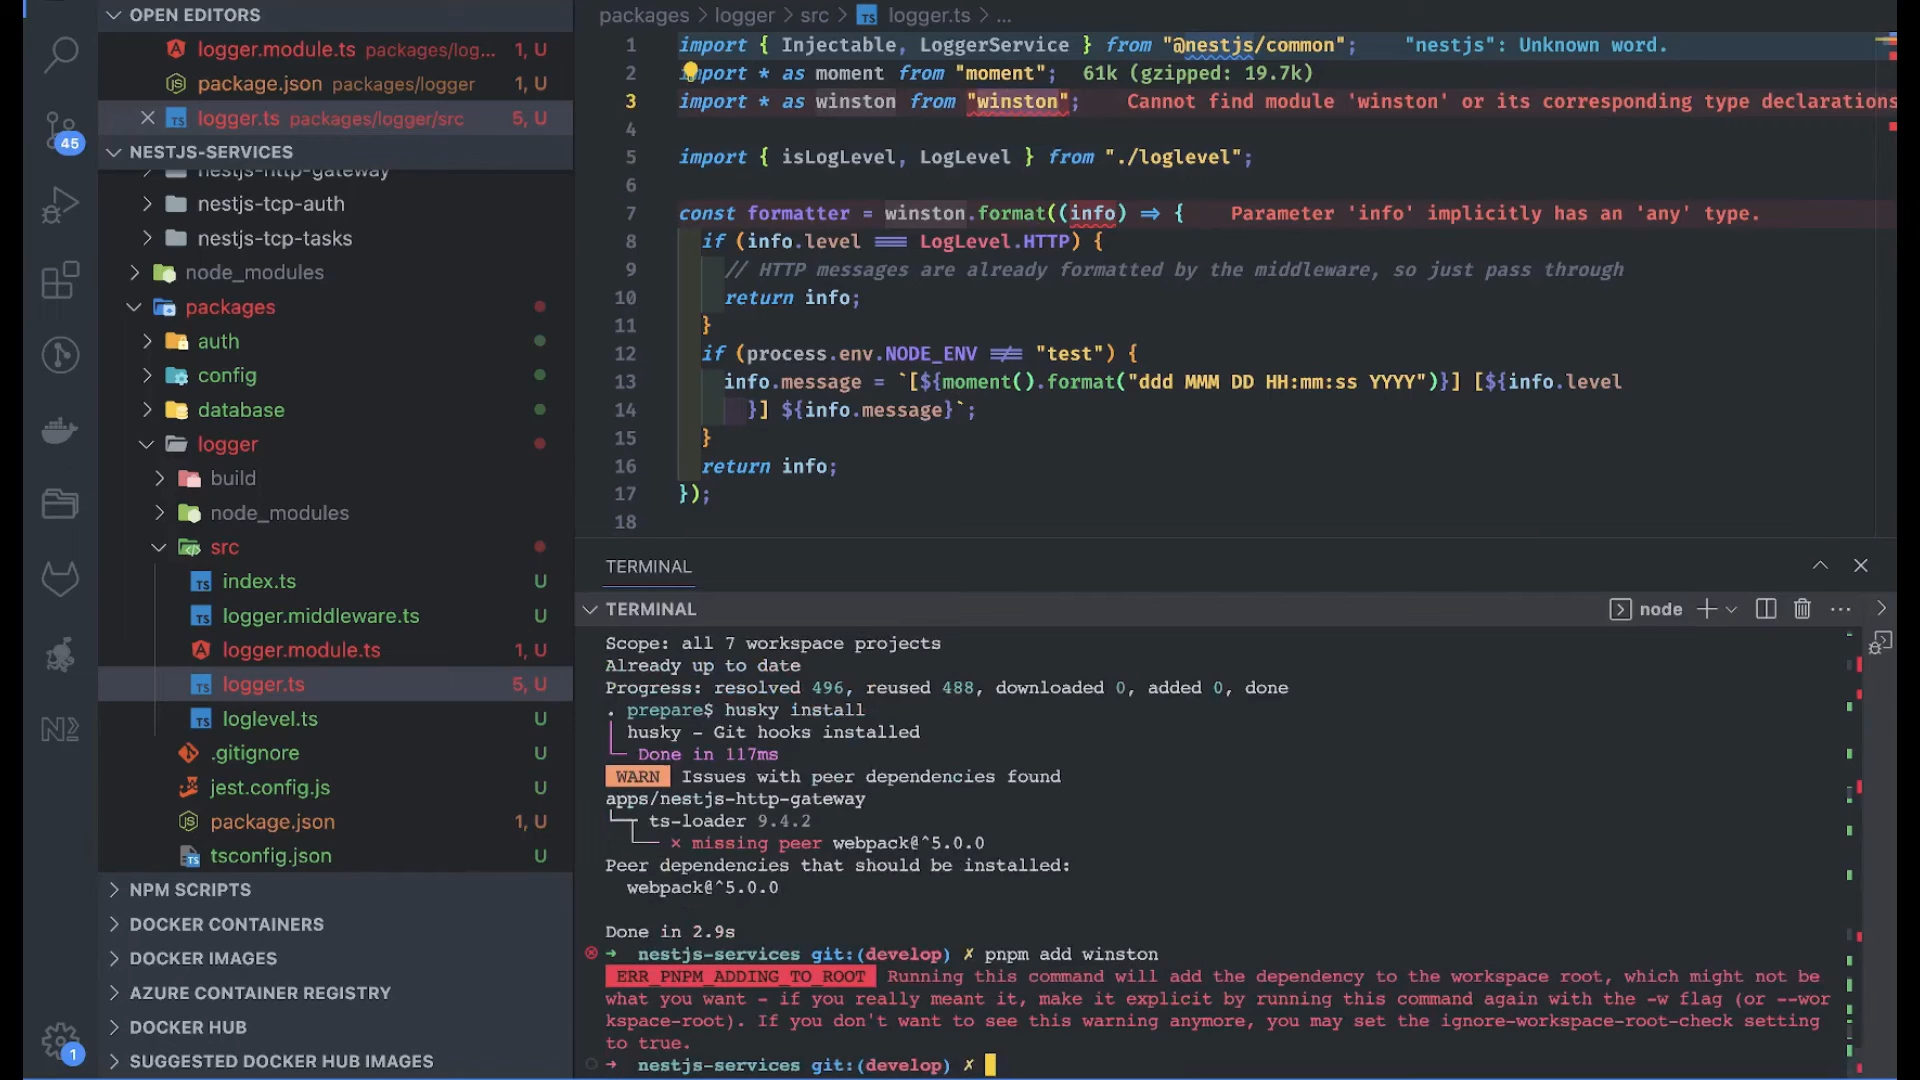 OPEN EDITORS
logger.module.ts packages/log... 1, U
package.json packages/logger 1, U
logger.ts packages/logger/src 5, U
NESTJS-SERVICES
nestjs-http-gateway
nestjs-tcp-auth
nestjs-tcp-tasks
node_modules
packages
auth
config
database
logger
build
node_modules
src
index.ts U
logger.middleware.ts U
logger.module.ts 1, U
logger.ts 5, U
loglevel.ts U
.gitignore U
jest.config.js U
package.json 1, U
tsconfig.json U
NPM SCRIPTS
DOCKER CONTAINERS
DOCKER IMAGES
AZURE CONTAINER REGISTRY
DOCKER HUB
SUGGESTED DOCKER HUB IMAGES
45
1
packages > logger > src > TS logger.ts > ...
1 import { Injectable, LoggerService } from "@nestjs/common"; "nestjs": Unknown word.
2 import * as moment from "moment"; 61k (gzipped: 19.7k)
3 import * as winston from "winston"; Cannot find module 'winston' or its corresponding type declarations
4
5 import { isLogLevel, LogLevel } from "./loglevel";
6
7 const formatter = winston.format((info) => { Parameter 'info' implicitly has an 'any' type.
8 if (info.level === LogLevel.HTTP) {
9 // HTTP messages are already formatted by the middleware, so just pass through
10 return info;
11 }
12 if (process.env.NODE_ENV !== "test") {
13 info.message = `[${moment().format("ddd MMM DD HH:mm:ss YYYY")}] [${info.level
14 }] ${info.message}`;
15 }
16 return info;
17 });
18
TERMINAL
TERMINAL node
Scope: all 7 workspace projects
Already up to date
Progress: resolved 496, reused 488, downloaded 0, added 0, done
. prepare$ husky install
husky - Git hooks installed
Done in 117ms
WARN Issues with peer dependencies found
apps/nestjs-http-gateway
ts-loader 9.4.2
✕ missing peer webpack@^5.0.0
Peer dependencies that should be installed:
webpack@^5.0.0
Done in 2.9s
➜ nestjs-services git:(develop) ✗ pnpm add winston
ERR_PNPM_ADDING_TO_ROOT Running this command will add the dependency to the workspace root, which might not be
what you want - if you really meant it, make it explicit by running this command again with the -w flag (or --wor
kspace-root). If you don't want to see this warning anymore, you may set the ignore-workspace-root-check setting
to true.
➜ nestjs-services git:(develop) ✗